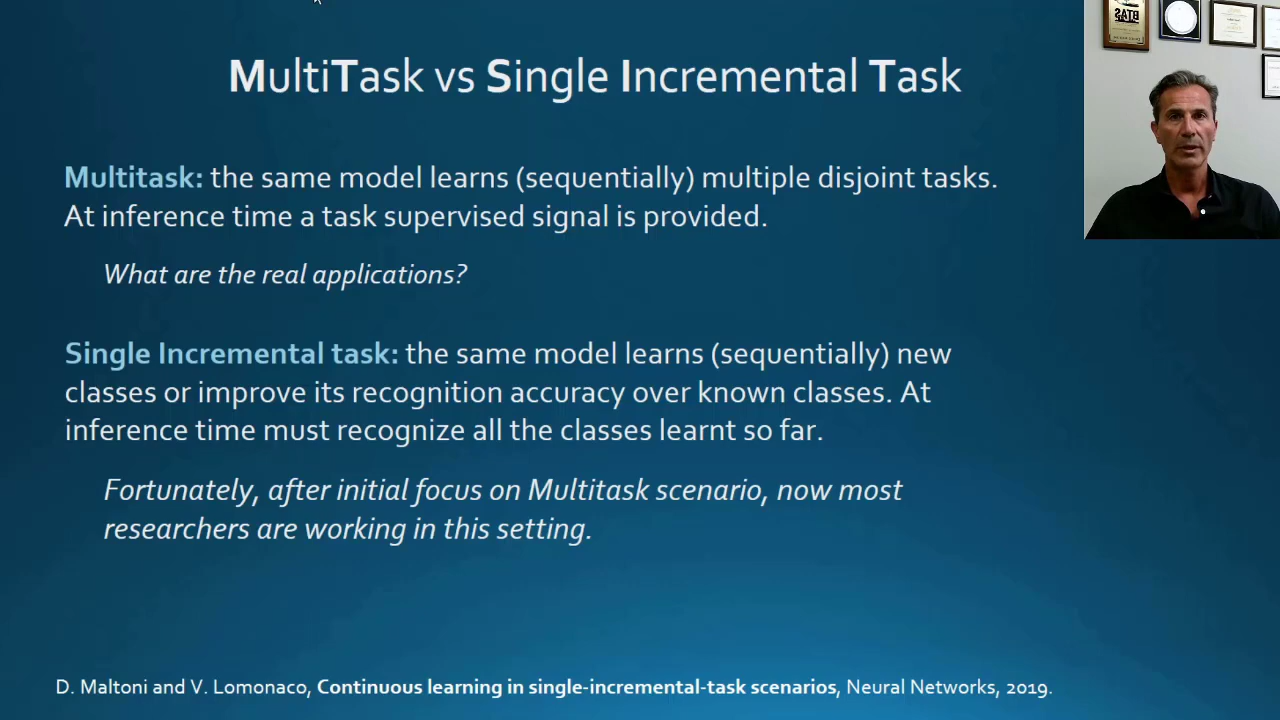 MultiTask vs Single Incremental Task
Multitask: the same model learns (sequentially) multiple disjoint tasks.
At inference time a task supervised signal is provided.
What are the real applications?
Single Incremental task: the same model learns (sequentially) new
classes or improve its recognition accuracy over known classes. At
inference time must recognize all the classes learnt so far.
Fortunately, after initial focus on Multitask scenario, now most
researchers are working in this setting.
D. Maltoni and V. Lomonaco, Continuous learning in single-incremental-task scenarios, Neural Networks, 2019.